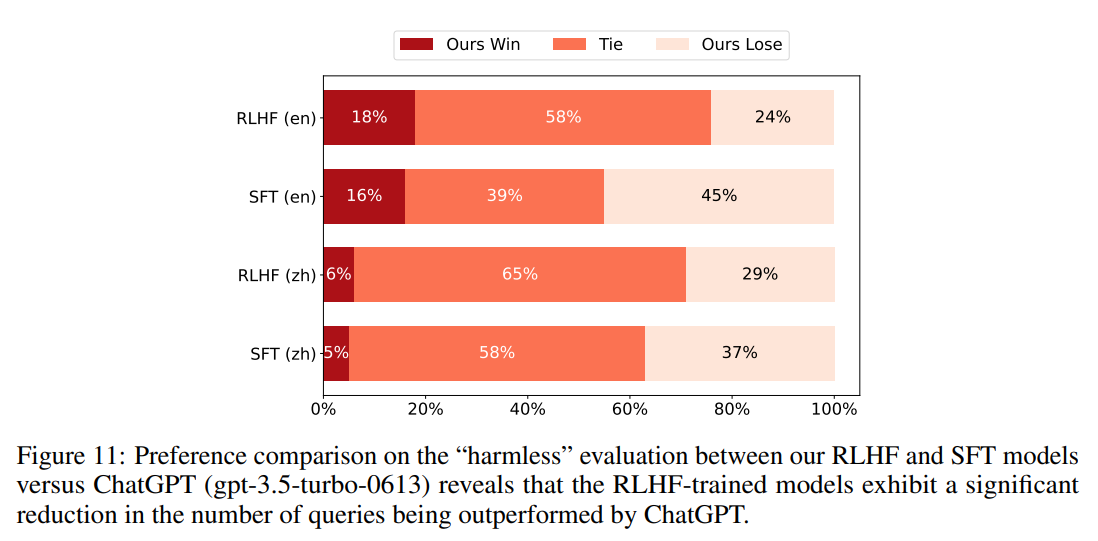 Ours Win Tie Ours Lose
RLHF (en) 18% 58% 24%
SFT (en) 16% 39% 45%
RLHF (zh) 6% 65% 29%
SFT (zh) 5% 58% 37%
0% 20% 40% 60% 80% 100%
Figure 11: Preference comparison on the “harmless” evaluation between our RLHF and SFT models
versus ChatGPT (gpt-3.5-turbo-0613) reveals that the RLHF-trained models exhibit a significant
reduction in the number of queries being outperformed by ChatGPT.